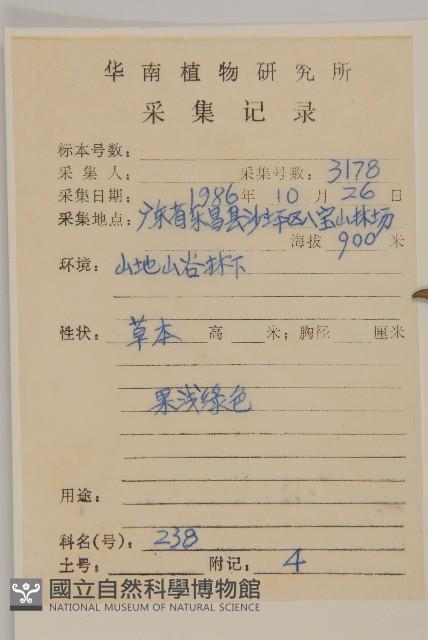 华南植物研究所
采集记录
标本号数：
采集人： 采集号数：3178
采集日期： 1986年 10月 26日
采集地点：广东省乐昌县沙坪区八宝山林场
海拔 900 米
环境：山地山谷林下
性状：草本 高 米；胸径 厘米
果浅绿色
用途：
科名(号)：238
土号： 附记：4
國立自然科學博物館
NATIONAL MUSEUM OF NATURAL SCIENCE